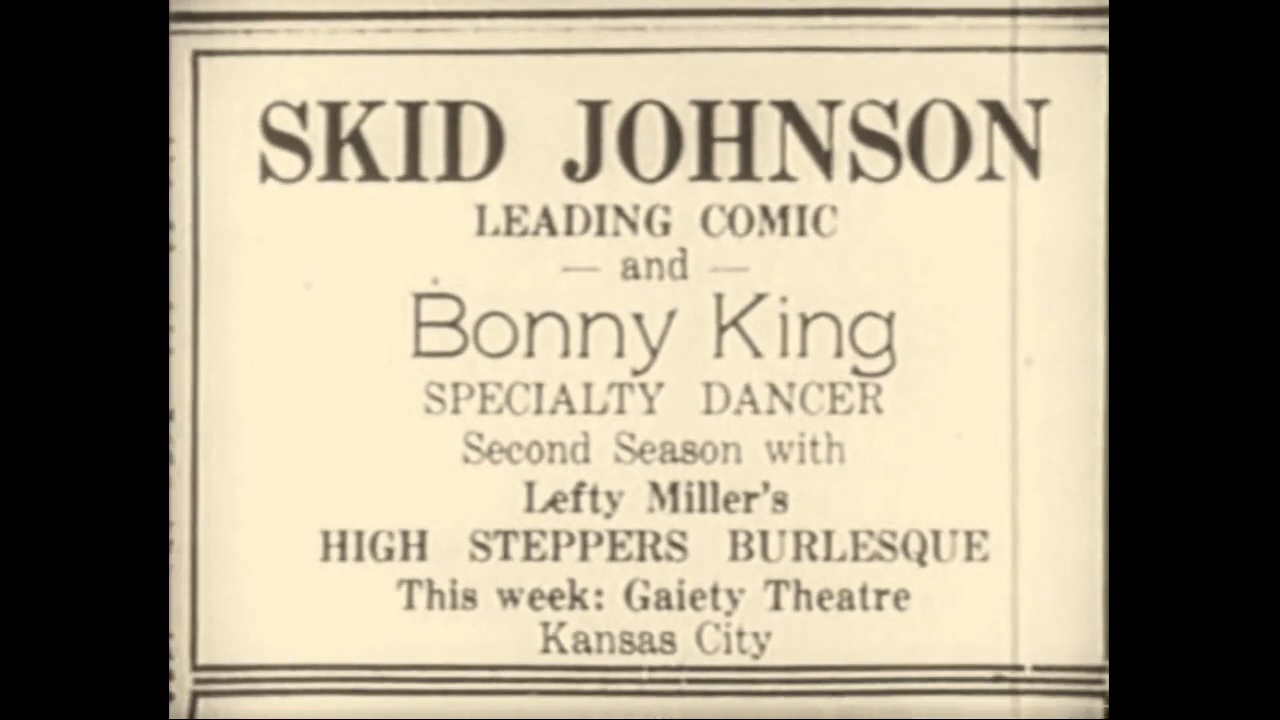 SKID JOHNSON
LEADING COMIC
— and —
Bonny King
SPECIALTY DANCER
Second Season with
Lefty Miller's
HIGH STEPPERS BURLESQUE
This week: Gaiety Theatre
Kansas City